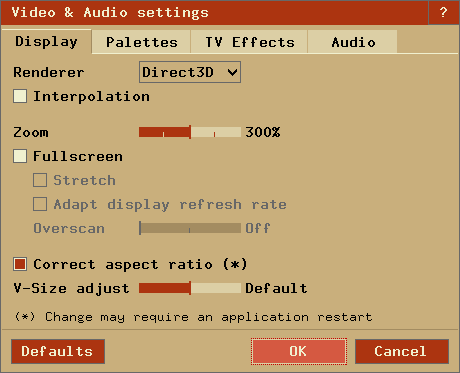 Video & Audio settings ?
Display Palettes TV Effects Audio
Renderer Direct3D
Interpolation
Zoom 300%
Fullscreen
Stretch
Adapt display refresh rate
Overscan Off
Correct aspect ratio (*)
V-Size adjust Default
(*) Change may require an application restart
Defaults OK Cancel